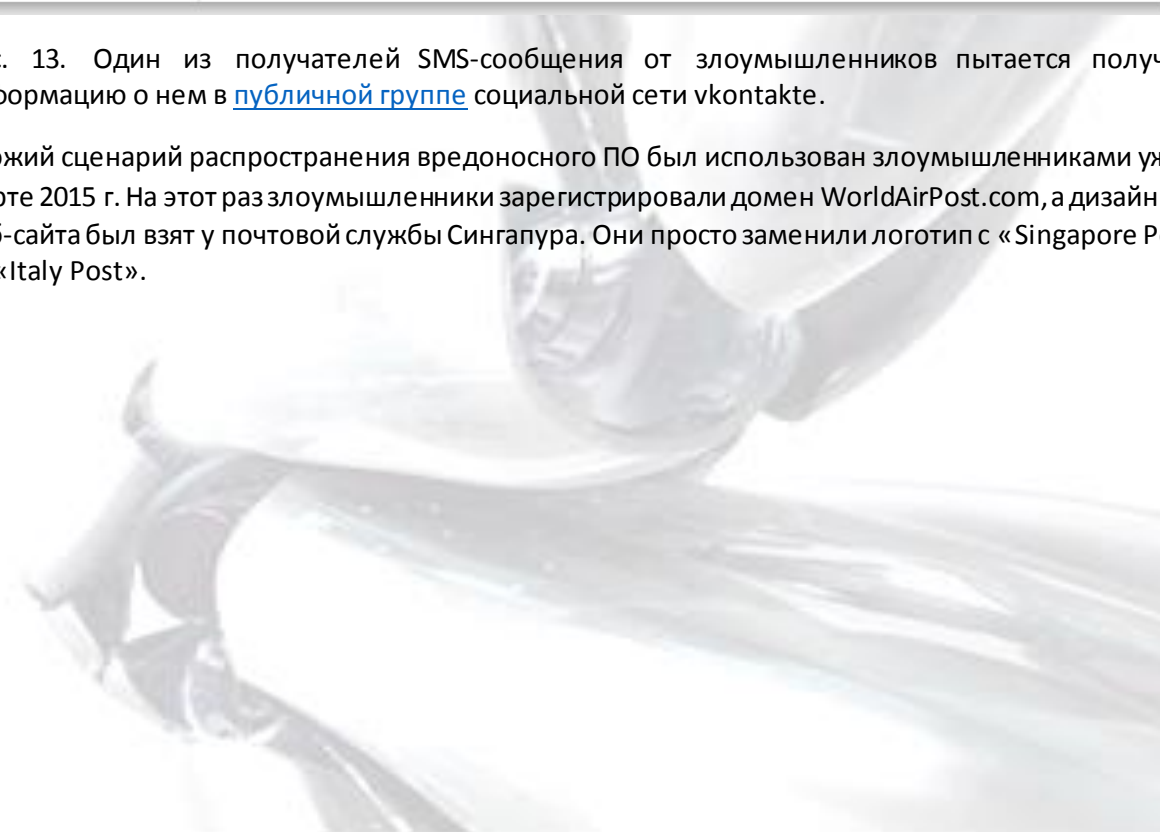 с. 13. Один из получателей SMS-сообщения от злоумышленников пытается получ
формацию о нем в публичной группе социальной сети vkontakte.
ожий сценарий распространения вредоносного ПО был использован злоумышленниками уж
рте 2015 г. На этот раз злоумышленники зарегистрировали домен WorldAirPost.com, а дизайн
б-сайта был взят у почтовой службы Сингапура. Они просто заменили логотип с «Singapore P
«Italy Post».